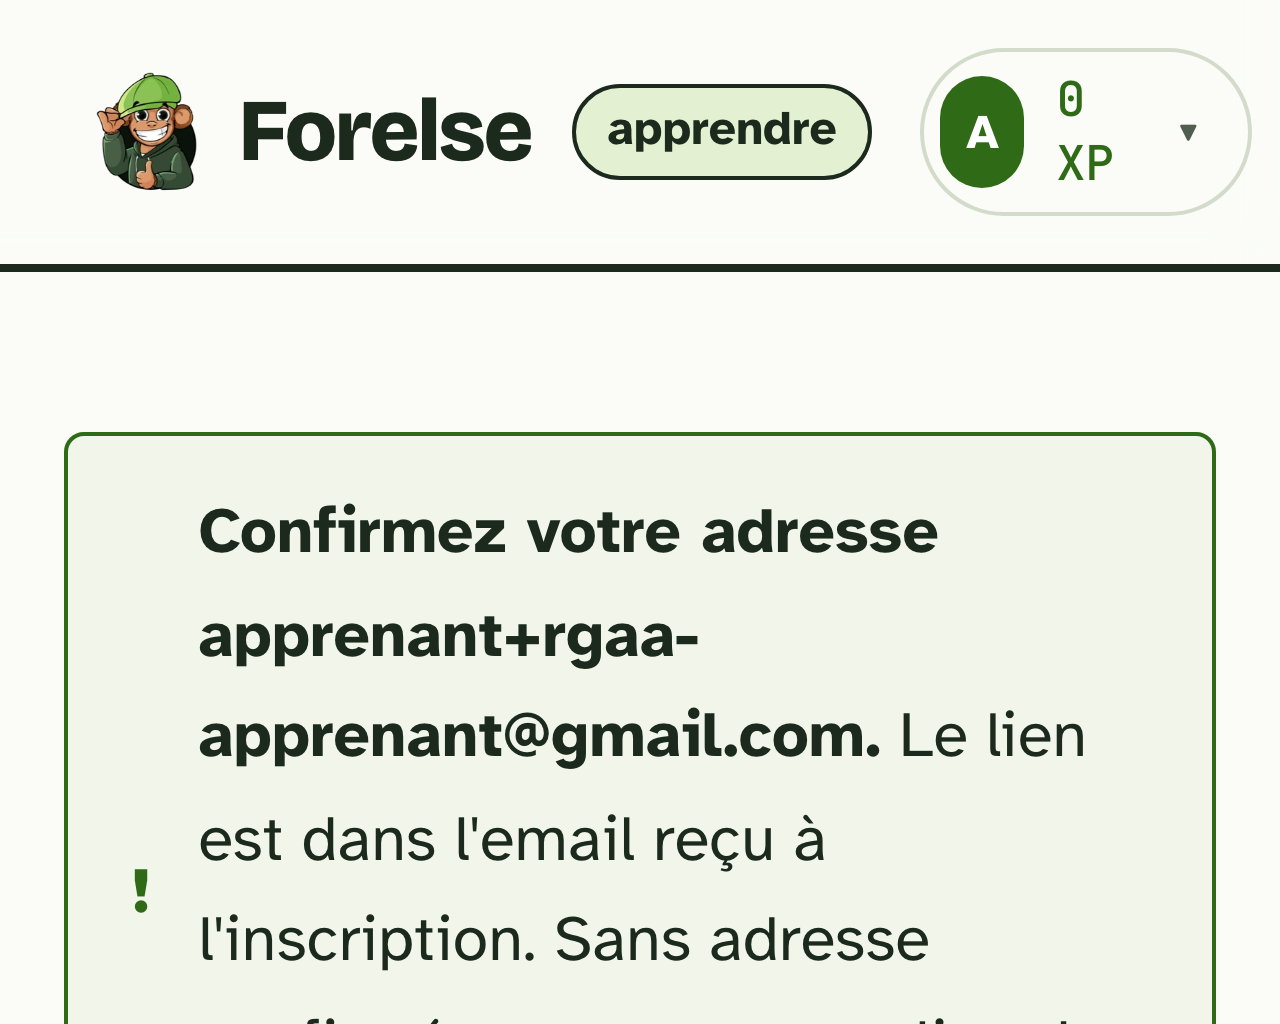 Forelse
apprendre
A
0
XP
Confirmez votre adresse
apprenant+rgaa-
apprenant@gmail.com. Le lien
est dans l'email reçu à
!
l'inscription. Sans adresse